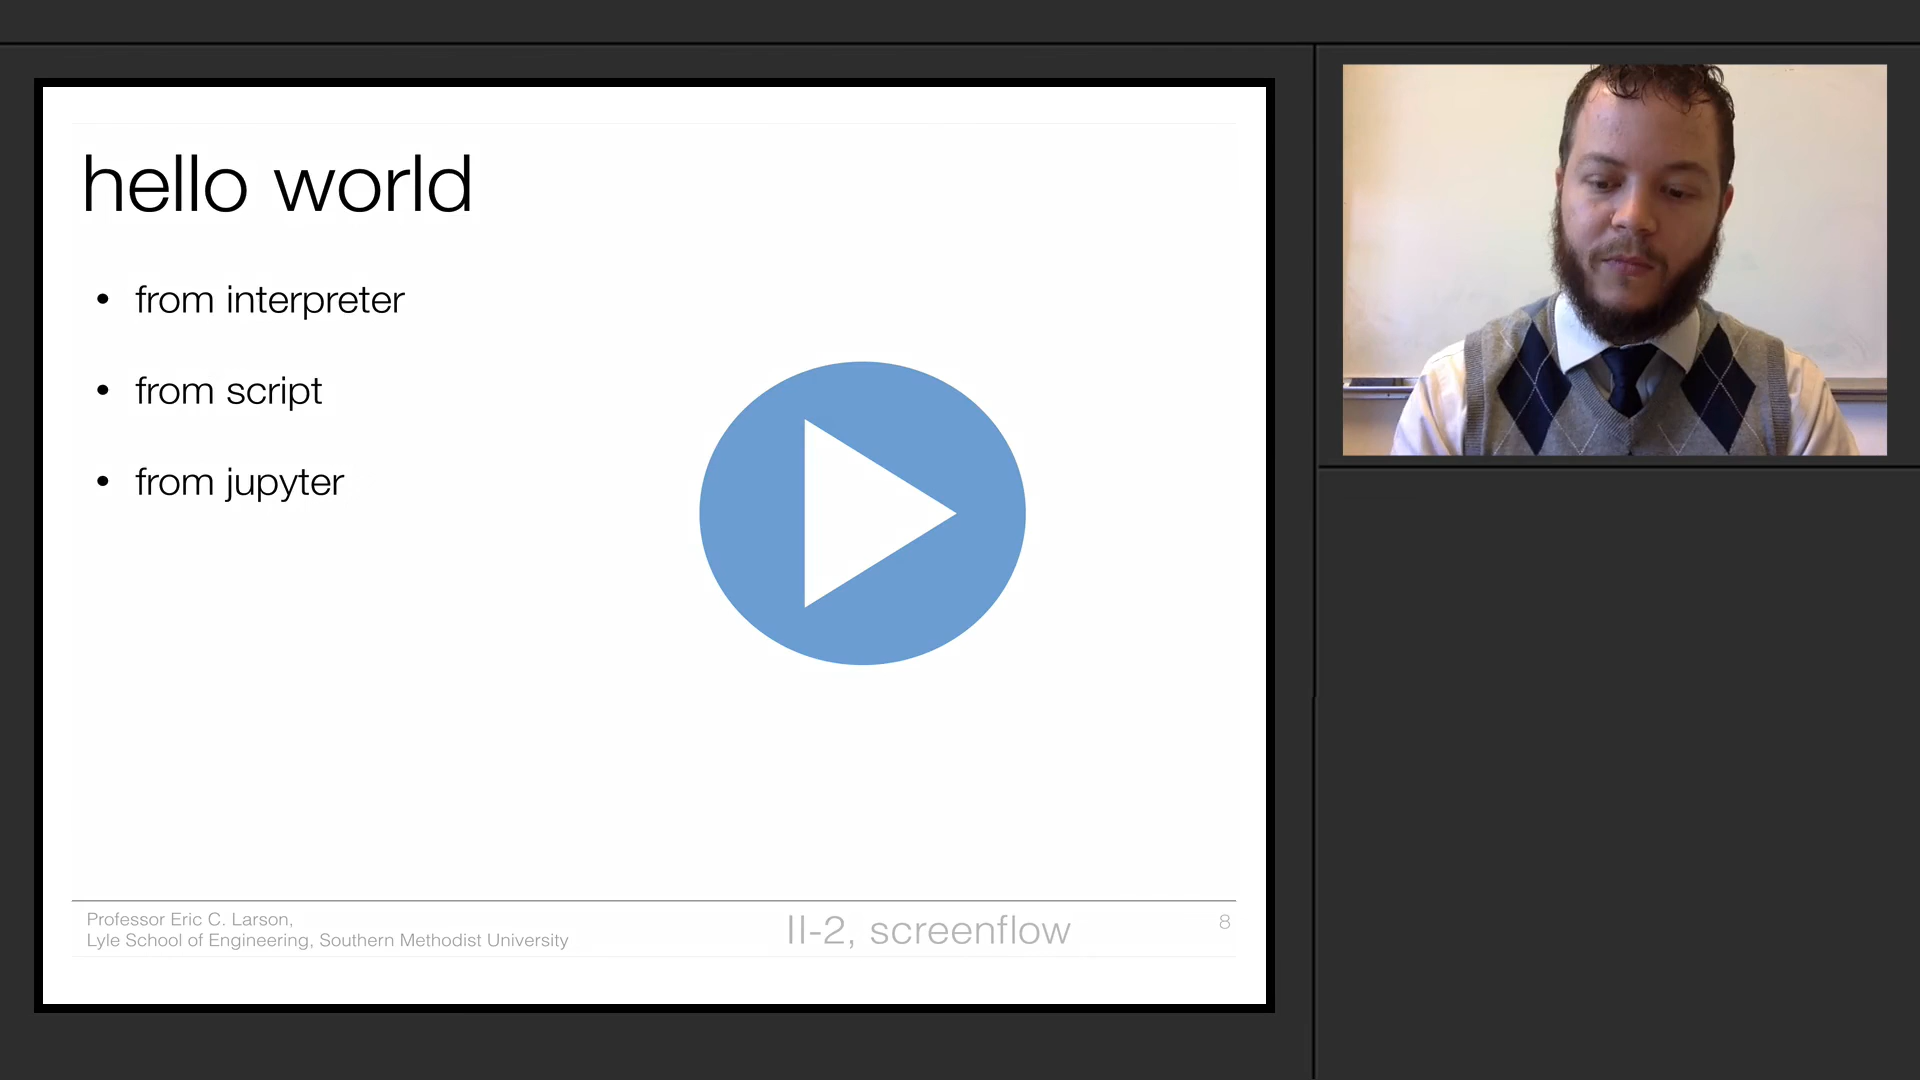 hello world
• from interpreter
• from script
• from jupyter
Professor Eric C. Larson,
Lyle School of Engineering, Southern Methodist University
II-2, screenflow
8